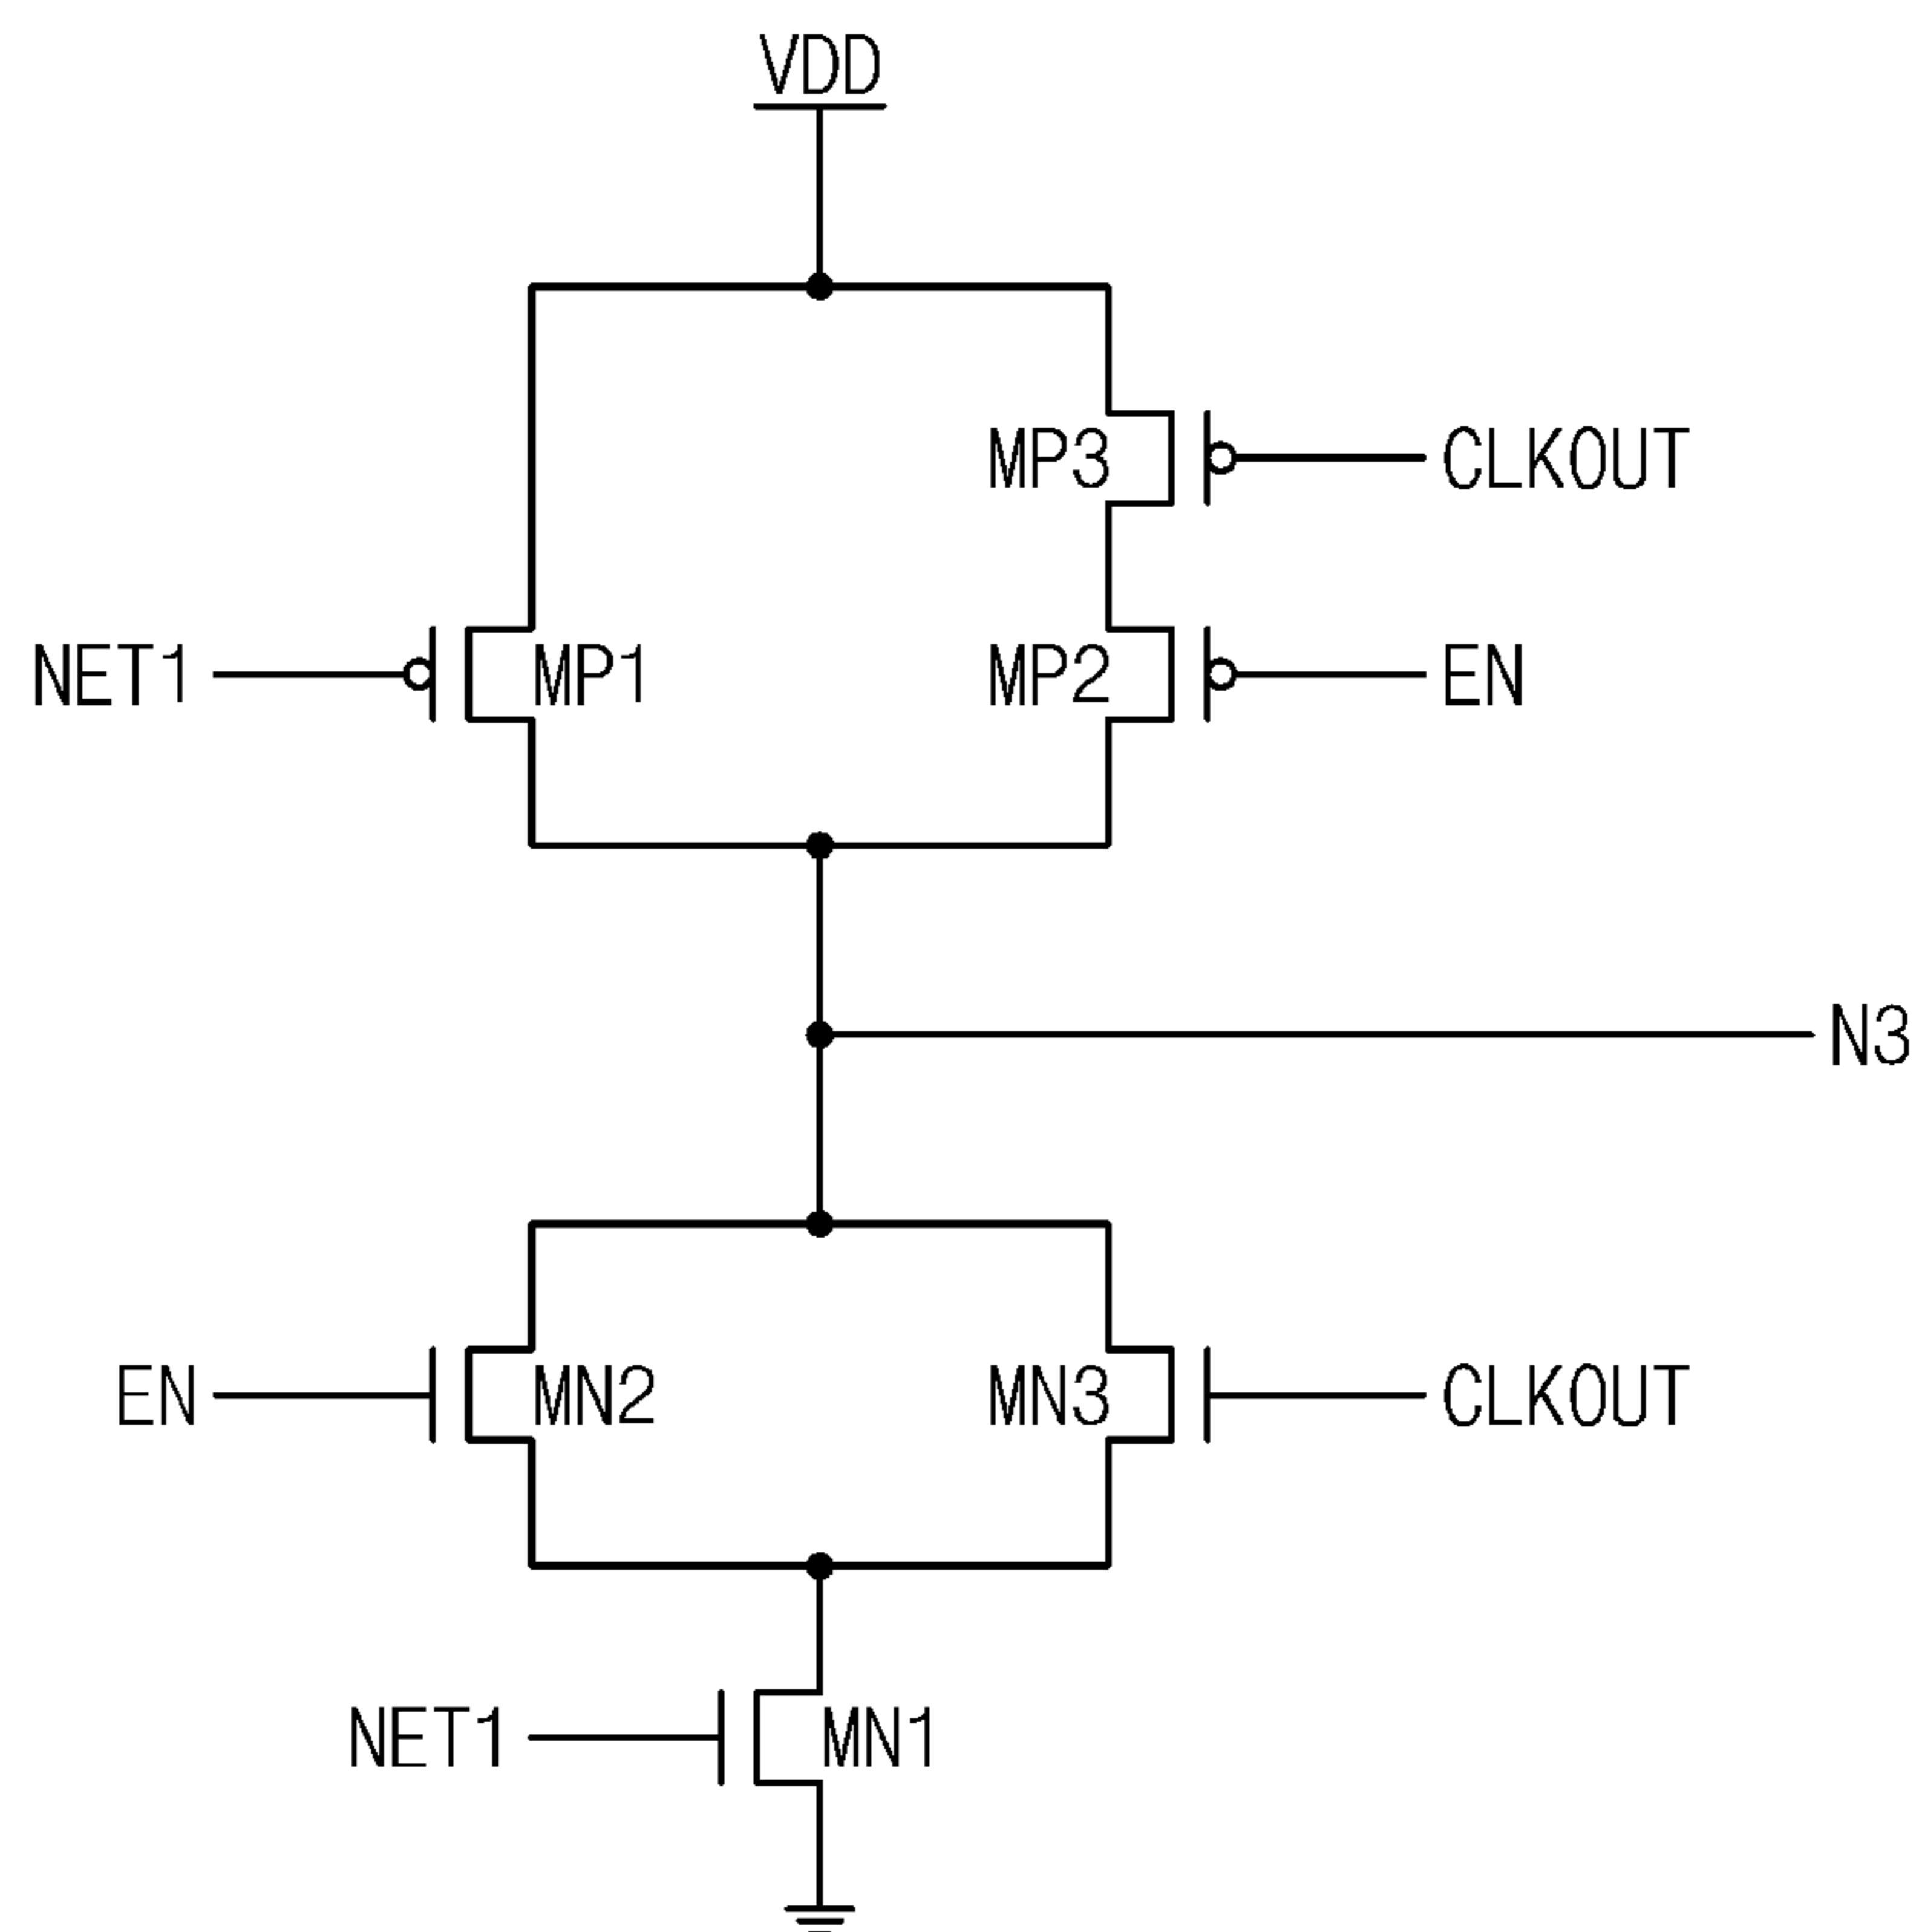 VDD
MP3 CLKOUT
NET1 MP1 MP2 EN
N3
EN MN2 MN3 CLKOUT
NET1 MN1